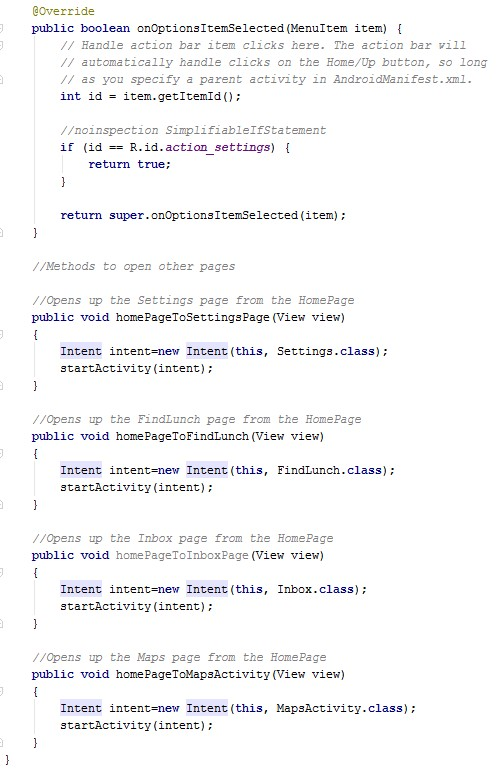 @Override
public boolean onOptionsItemSelected(MenuItem item) {
// Handle action bar item clicks here. The action bar will
// automatically handle clicks on the Home/Up button, so long
// as you specify a parent activity in AndroidManifest.xml.
int id = item.getItemId();
//noinspection SimplifiableIfStatement
if (id == R.id.action_settings) {
return true;
}
return super.onOptionsItemSelected(item);
}
//Methods to open other pages
//Opens up the Settings page from the HomePage
public void homePageToSettingsPage(View view)
{
Intent intent=new Intent(this, Settings.class);
startActivity(intent);
}
//Opens up the FindLunch page from the HomePage
public void homePageToFindLunch(View view)
{
Intent intent=new Intent(this, FindLunch.class);
startActivity(intent);
}
//Opens up the Inbox page from the HomePage
public void homePageToInboxPage(View view)
{
Intent intent=new Intent(this, Inbox.class);
startActivity(intent);
}
//Opens up the Maps page from the HomePage
public void homePageToMapsActivity(View view)
{
Intent intent=new Intent(this, MapsActivity.class);
startActivity(intent);
}
}